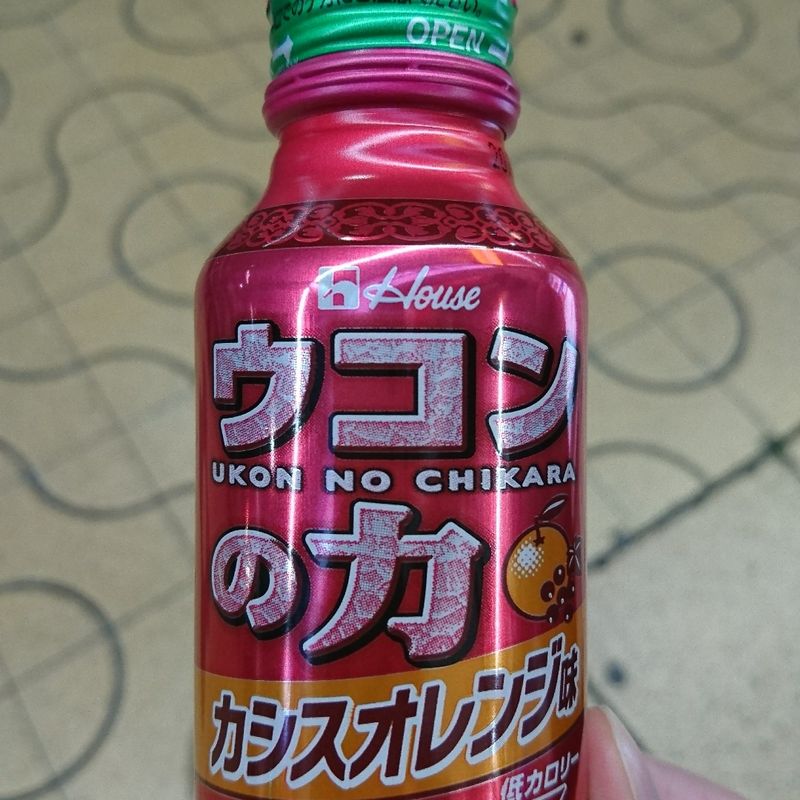 OPEN
House
ウコン
UKON NO CHIKARA
の力
カシスオレンジ味
低カロリー